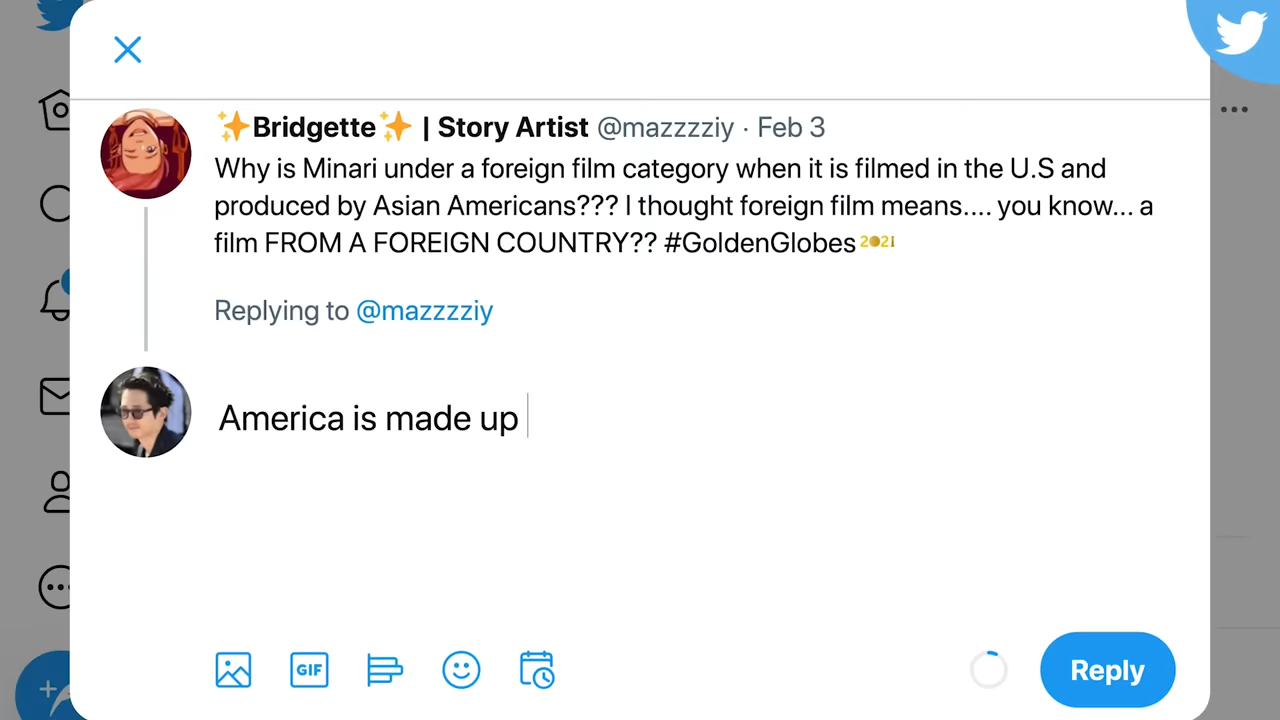 ✨Bridgette✨ | Story Artist @mazzzziy · Feb 3
Why is Minari under a foreign film category when it is filmed in the U.S and
produced by Asian Americans??? I thought foreign film means.... you know... a
film FROM A FOREIGN COUNTRY?? #GoldenGlobes 2021
Replying to @mazzzziy
America is made up
GIF
Reply